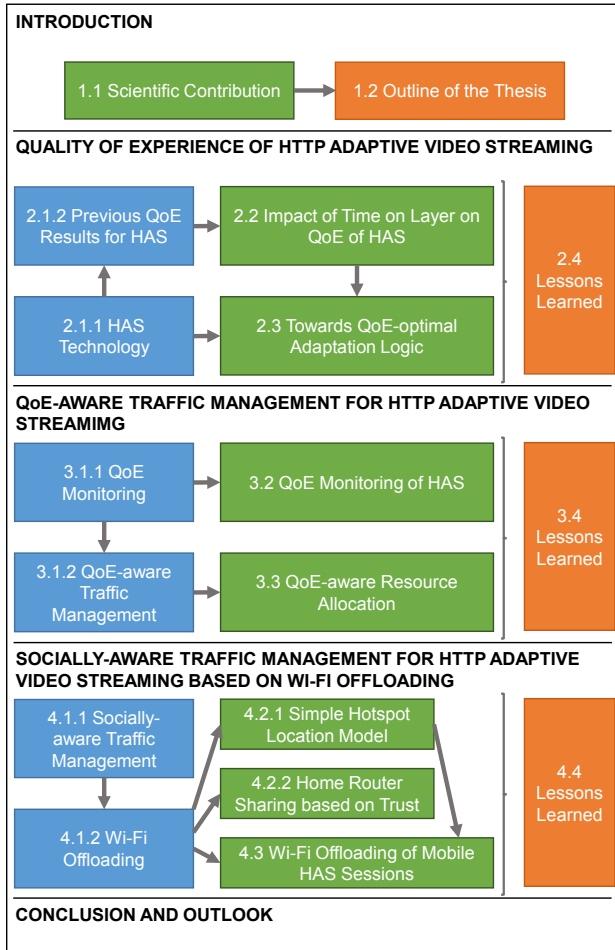 INTRODUCTION
1.1 Scientific Contribution
1.2 Outline of the Thesis
QUALITY OF EXPERIENCE OF HTTP ADAPTIVE VIDEO STREAMING
2.1.2 Previous QoE
Results for HAS
2.2 Impact of Time on Layer on
QoE of HAS
2.1.1 HAS
Technology
2.3 Towards QoE-optimal
Adaptation Logic
2.4
Lessons
Learned
QoE-AWARE TRAFFIC MANAGEMENT FOR HTTP ADAPTIVE VIDEO
STREAMIMG
3.1.1 QoE
Monitoring
3.2 QoE Monitoring of HAS
3.1.2 QoE-aware
Traffic
Management
3.3 QoE-aware Resource
Allocation
3.4
Lessons
Learned
SOCIALLY-AWARE TRAFFIC MANAGEMENT FOR HTTP ADAPTIVE
VIDEO STREAMING BASED ON WI-FI OFFLOADING
4.1.1 Socially-
aware Traffic
Management
4.2.1 Simple Hotspot
Location Model
4.2.2 Home Router
Sharing based on Trust
4.1.2 Wi-Fi
Offloading
4.3 Wi-Fi Offloading of Mobile
HAS Sessions
4.4
Lessons
Learned
CONCLUSION AND OUTLOOK